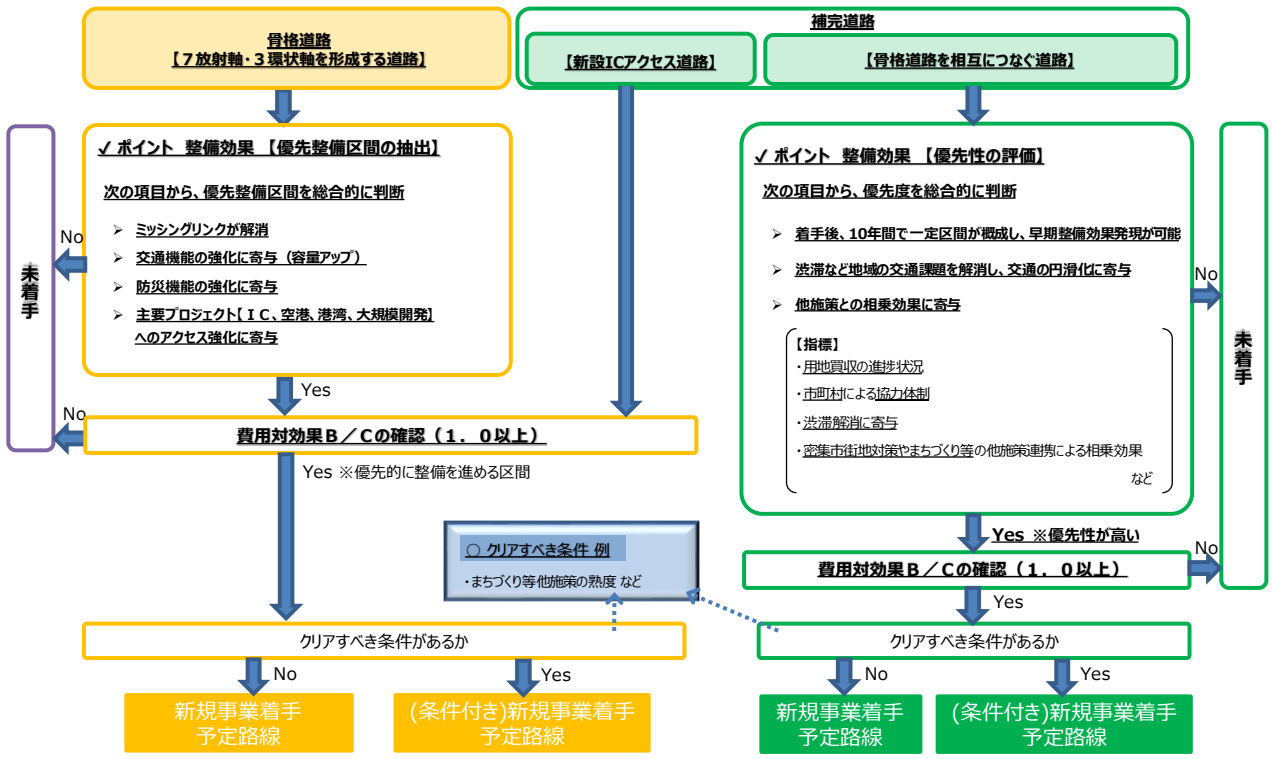 骨格道路
【７放射軸・３環状軸を形成する道路】
補完道路
【新設ICアクセス道路】
【骨格道路を相互につなぐ道路】
✓ ポイント 整備効果 【優先整備区間の抽出】
次の項目から、優先整備区間を総合的に判断
➢ ミッシングリンクが解消
➢ 交通機能の強化に寄与（容量アップ）
➢ 防災機能の強化に寄与
➢ 主要プロジェクト【ＩＣ、空港、港湾、大規模開発】
へのアクセス強化に寄与
No
未着手
Yes
No
費用対効果Ｂ／Ｃの確認（１．０以上）
Yes ※優先的に整備を進める区間
✓ ポイント 整備効果 【優先性の評価】
次の項目から、優先度を総合的に判断
➢ 着手後、10年間で一定区間が概成し、早期整備効果発現が可能
➢ 渋滞など地域の交通課題を解消し、交通の円滑化に寄与
➢ 他施策との相乗効果に寄与
【指標】
・用地買収の進捗状況
・市町村による協力体制
・渋滞解消に寄与
・密集市街地対策やまちづくり等の他施策連携による相乗効果
など
No
未着手
Yes ※優先性が高い
No
費用対効果Ｂ／Ｃの確認（１．０以上）
Yes
○ クリアすべき条件 例
・まちづくり等他施策の熟度 など
クリアすべき条件があるか
No
Yes
新規事業着手
予定路線
(条件付き)新規事業着手
予定路線
クリアすべき条件があるか
No
Yes
新規事業着手
予定路線
(条件付き)新規事業着手
予定路線